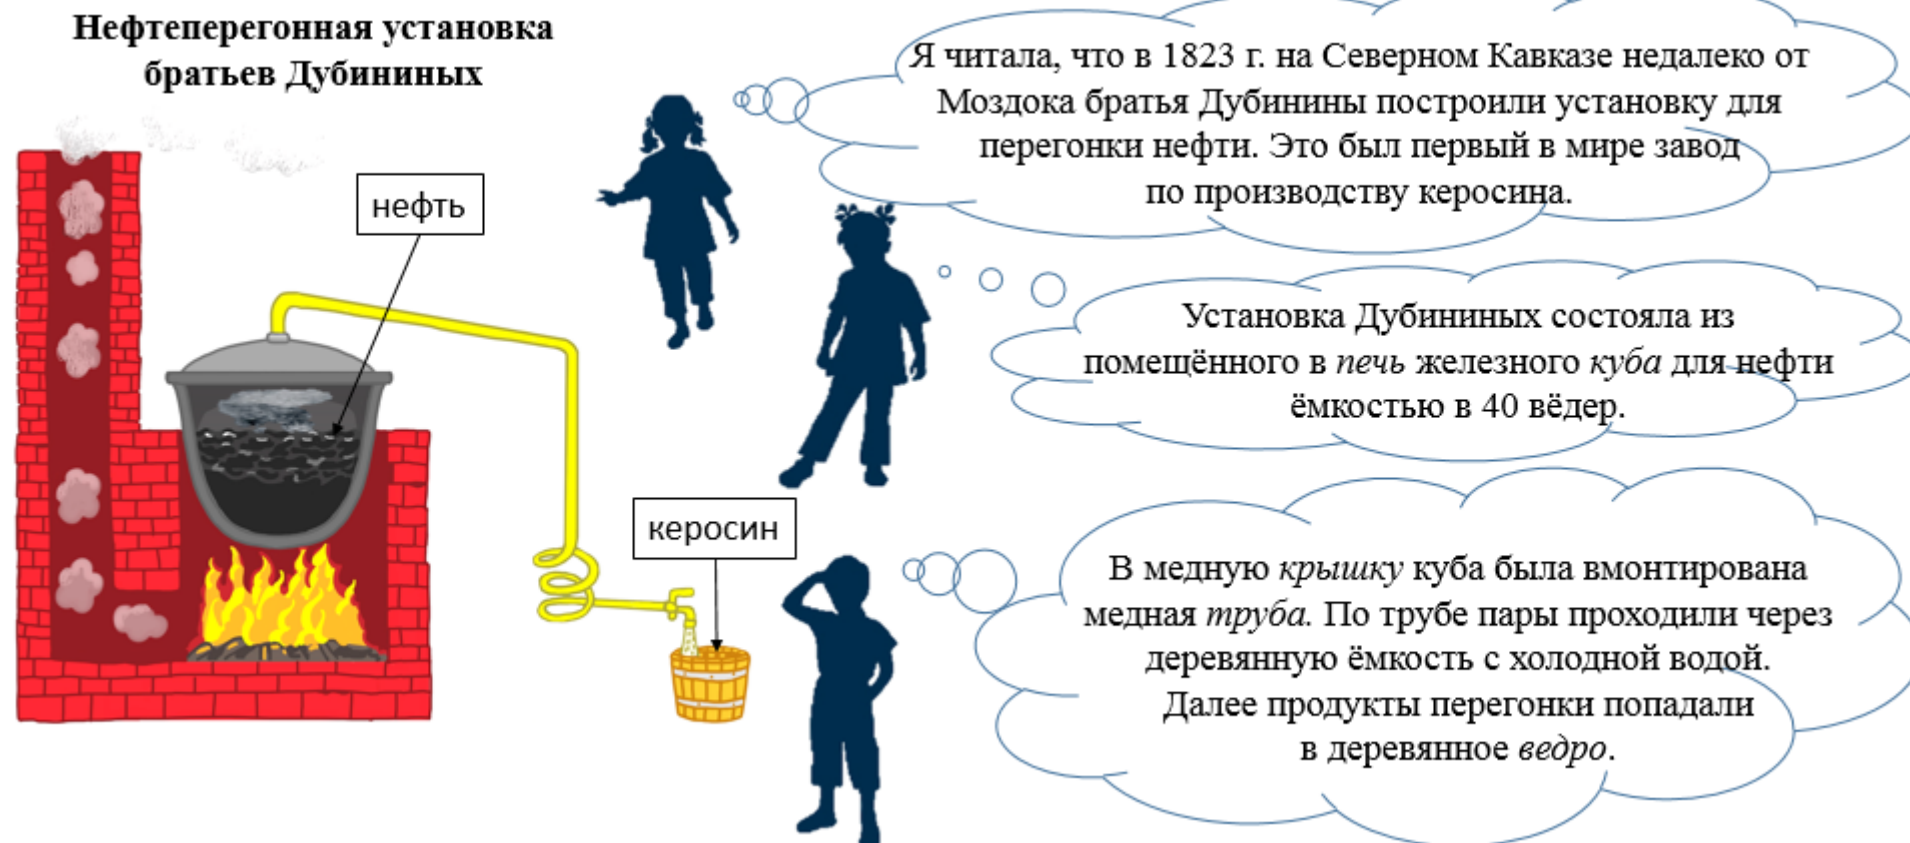 Нефтеперегонная установка
братьев Дубининых
нефть
керосин
Я читала, что в 1823 г. на Северном Кавказе недалеко от
Моздока братья Дубинины построили установку для
перегонки нефти. Это был первый в мире завод
по производству керосина.
Установка Дубининых состояла из
помещённого в печь железного куба для нефти
ёмкостью в 40 вёдер.
В медную крышку куба была вмонтирована
медная труба. По трубе пары проходили через
деревянную ёмкость с холодной водой.
Далее продукты перегонки попадали
в деревянное ведро.